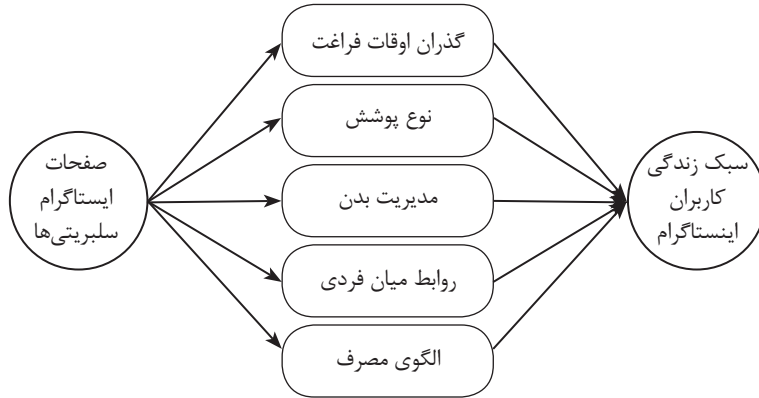 گذران اوقات فراغت
نوع پوشش
مدیریت بدن
روابط میان فردی
الگوی مصرف
صفحات
ایستاگرام
سلبریتی‌ها
سبک زندگی
کاربران
اینستاگرام